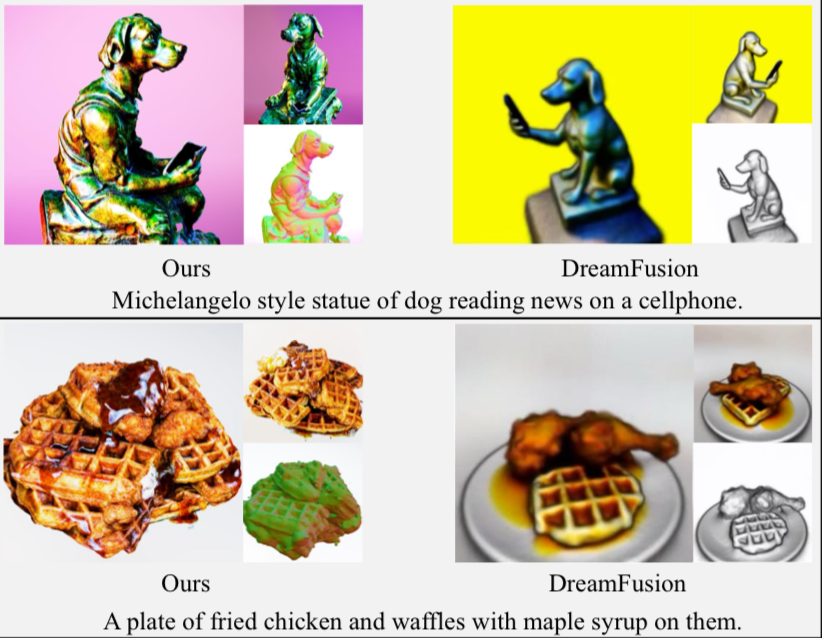 Ours
DreamFusion
Michelangelo style statue of dog reading news on a cellphone.
Ours
DreamFusion
A plate of fried chicken and waffles with maple syrup on them.